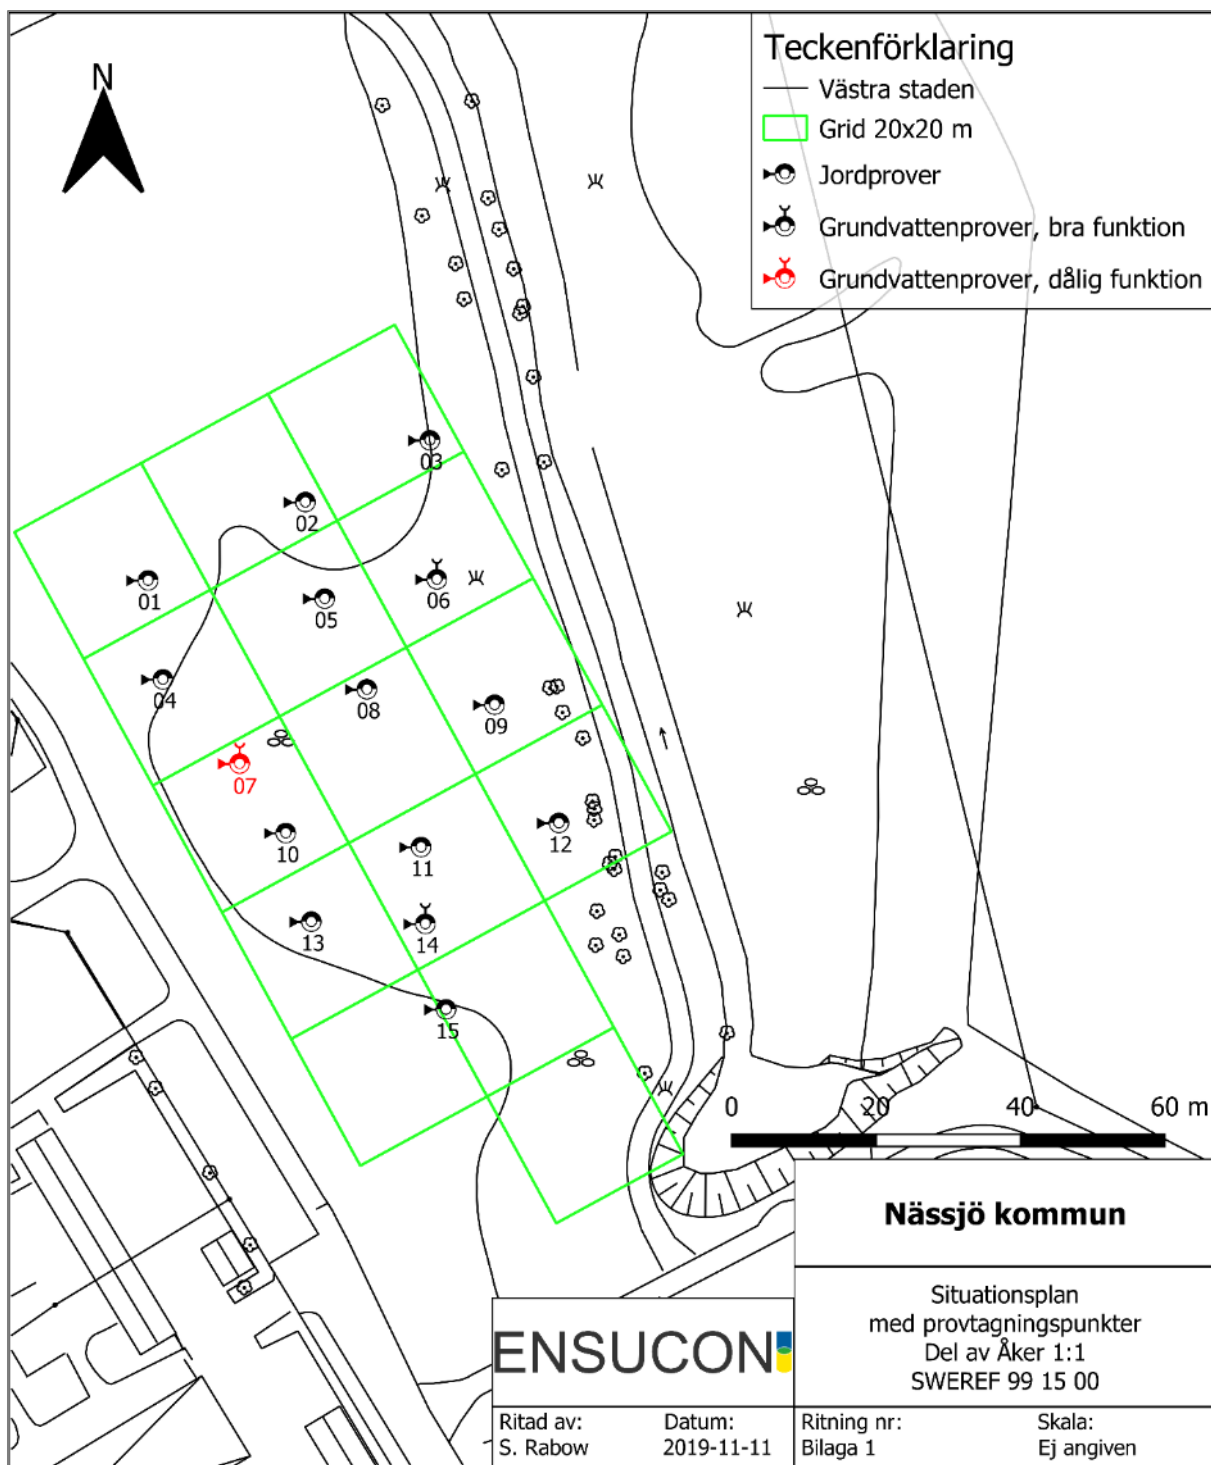 N
Teckenförklaring
Västra staden
Grid 20x20 m
Jordprover
Grundvattenprover, bra funktion
Grundvattenprover, dålig funktion
03
02
01
05
06
04
08
09
07
10
11
12
13
14
15
0 20 40 60 m
Nässjö kommun
Situationsplan
med provtagningspunkter
Del av Åker 1:1
SWEREF 99 15 00
ENSUCON
Ritad av:
S. Rabow
Datum:
2019-11-11
Ritning nr:
Bilaga 1
Skala:
Ej angiven